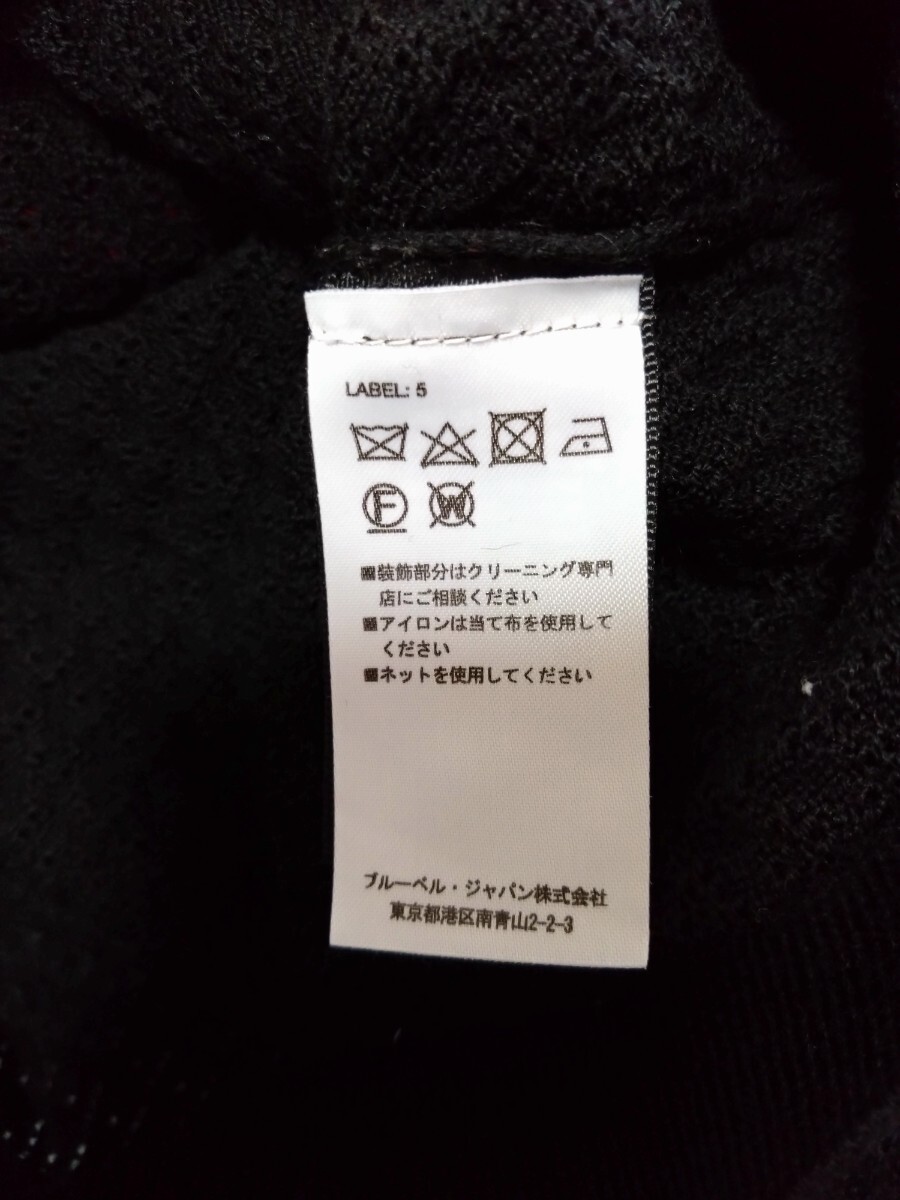 LABEL: 5
F W
■装飾部分はクリーニング専門
店にご相談ください
■アイロンは当て布を使用して
ください
■ネットを使用してください
ブルーベル・ジャパン株式会社
東京都港区南青山2-2-3